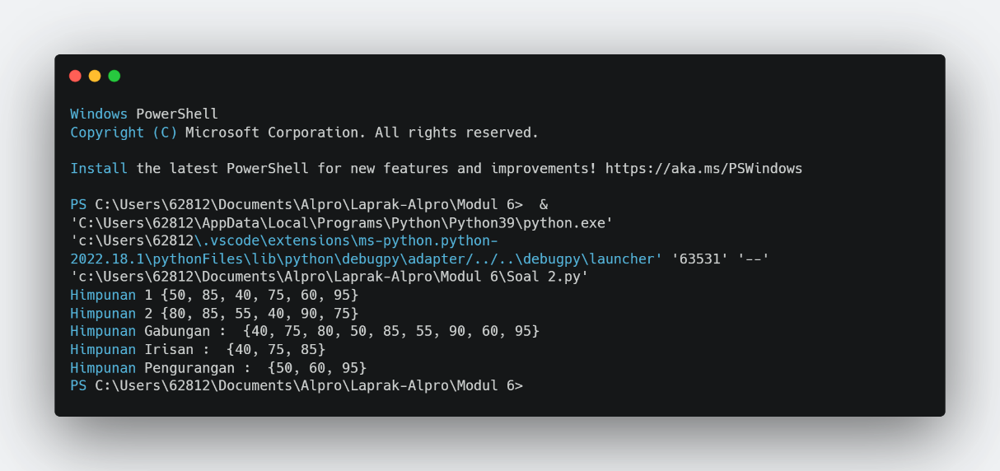 Windows PowerShell
Copyright (C) Microsoft Corporation. All rights reserved.
Install the latest PowerShell for new features and improvements! https://aka.ms/PSWindows
PS C:\Users\62812\Documents\Alpro\Laprak-Alpro\Modul 6>  &
'C:\Users\62812\AppData\Local\Programs\Python\Python39\python.exe'
'c:\Users\62812\.vscode\extensions\ms-python.python-
2022.18.1\pythonFiles\lib\python\debugpy\adapter/../..\debugpy\launcher' '63531' '--'
'c:\Users\62812\Documents\Alpro\Laprak-Alpro\Modul 6\Soal 2.py'
Himpunan 1 {50, 85, 40, 75, 60, 95}
Himpunan 2 {80, 85, 55, 40, 90, 75}
Himpunan Gabungan :  {40, 75, 80, 50, 85, 55, 90, 60, 95}
Himpunan Irisan :  {40, 75, 85}
Himpunan Pengurangan :  {50, 60, 95}
PS C:\Users\62812\Documents\Alpro\Laprak-Alpro\Modul 6>